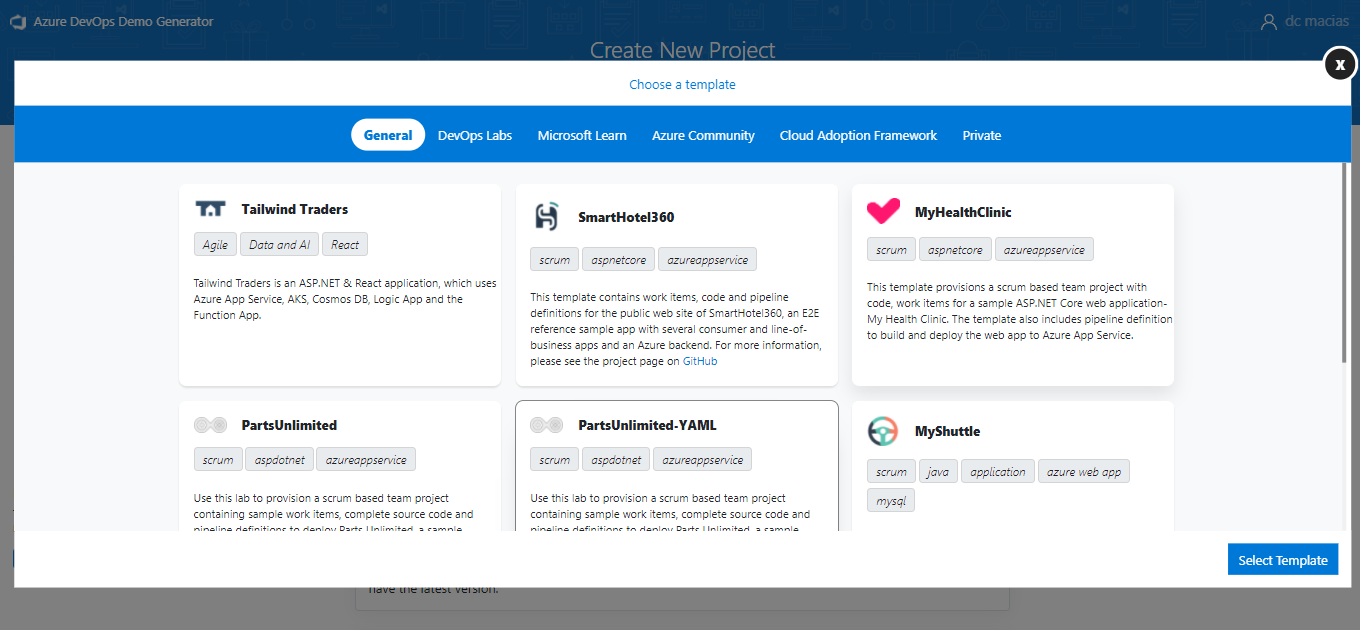 Azure DevOps Demo Generator
dc macias
Create New Project
x
Choose a template
General DevOps Labs Microsoft Learn Azure Community Cloud Adoption Framework Private
Tailwind Traders
Agile Data and AI React
Tailwind Traders is an ASP.NET & React application, which uses
Azure App Service, AKS, Cosmos DB, Logic App and the
Function App.
SmartHotel360
scrum aspnetcore azureappservice
This template contains work items, code and pipeline
definitions for the public web site of SmartHotel360, an E2E
reference sample app with several consumer and line-of-
business apps and an Azure backend. For more information,
please see the project page on GitHub
MyHealthClinic
scrum aspnetcore azureappservice
This template provisions a scrum based team project with
code, work items for a sample ASP.NET Core web application-
My Health Clinic. The template also includes pipeline definition
to build and deploy the web app to Azure App Service.
PartsUnlimited
scrum aspdotnet azureappservice
Use this lab to provision a scrum based team project
containing sample work items, complete source code and
pipeline definitions to deploy Parts Unlimited, a sample
PartsUnlimited-YAML
scrum aspdotnet azureappservice
Use this lab to provision a scrum based team project
containing sample work items, complete source code and
pipeline definitions to deploy Parts Unlimited, a sample
MyShuttle
scrum java application azure web app
mysql
Select Template
have the latest version.